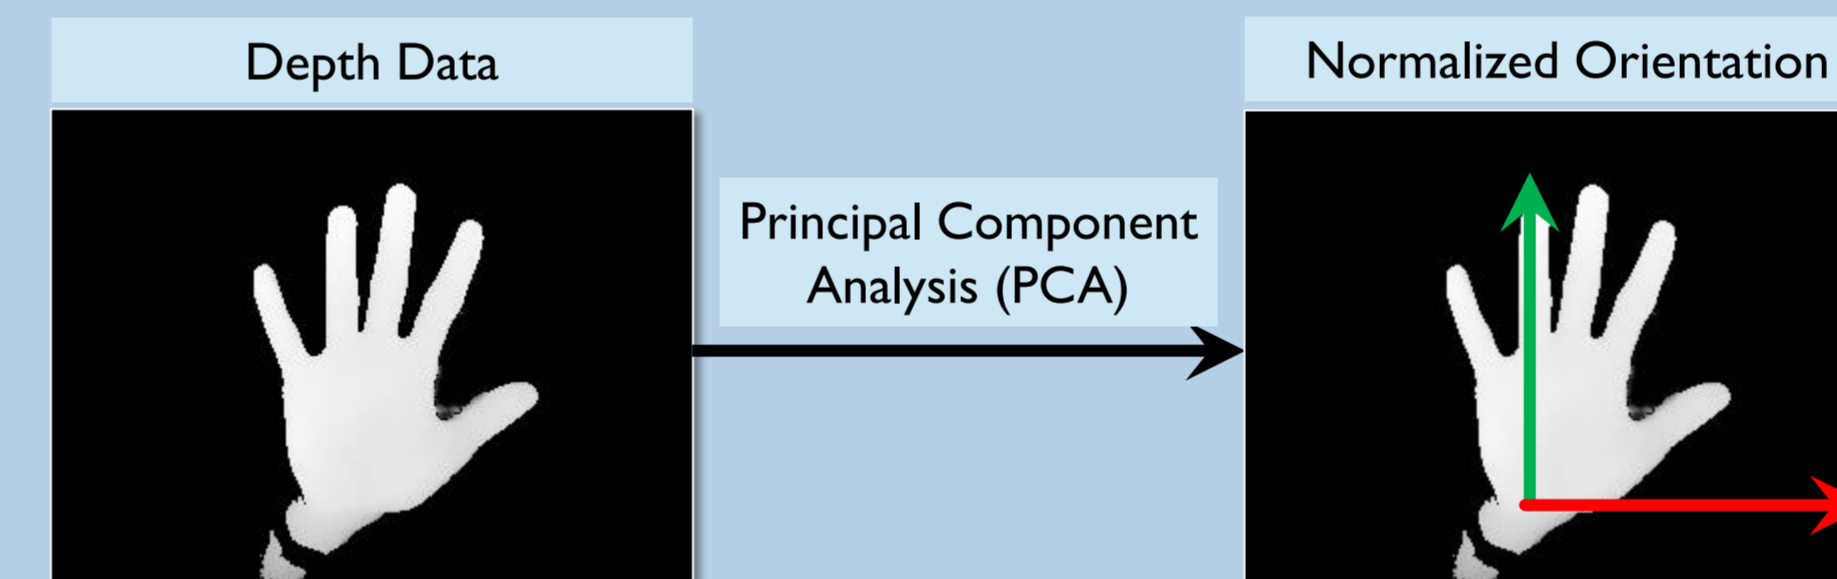 Depth Data
Principal Component
Analysis (PCA)
Normalized Orientation